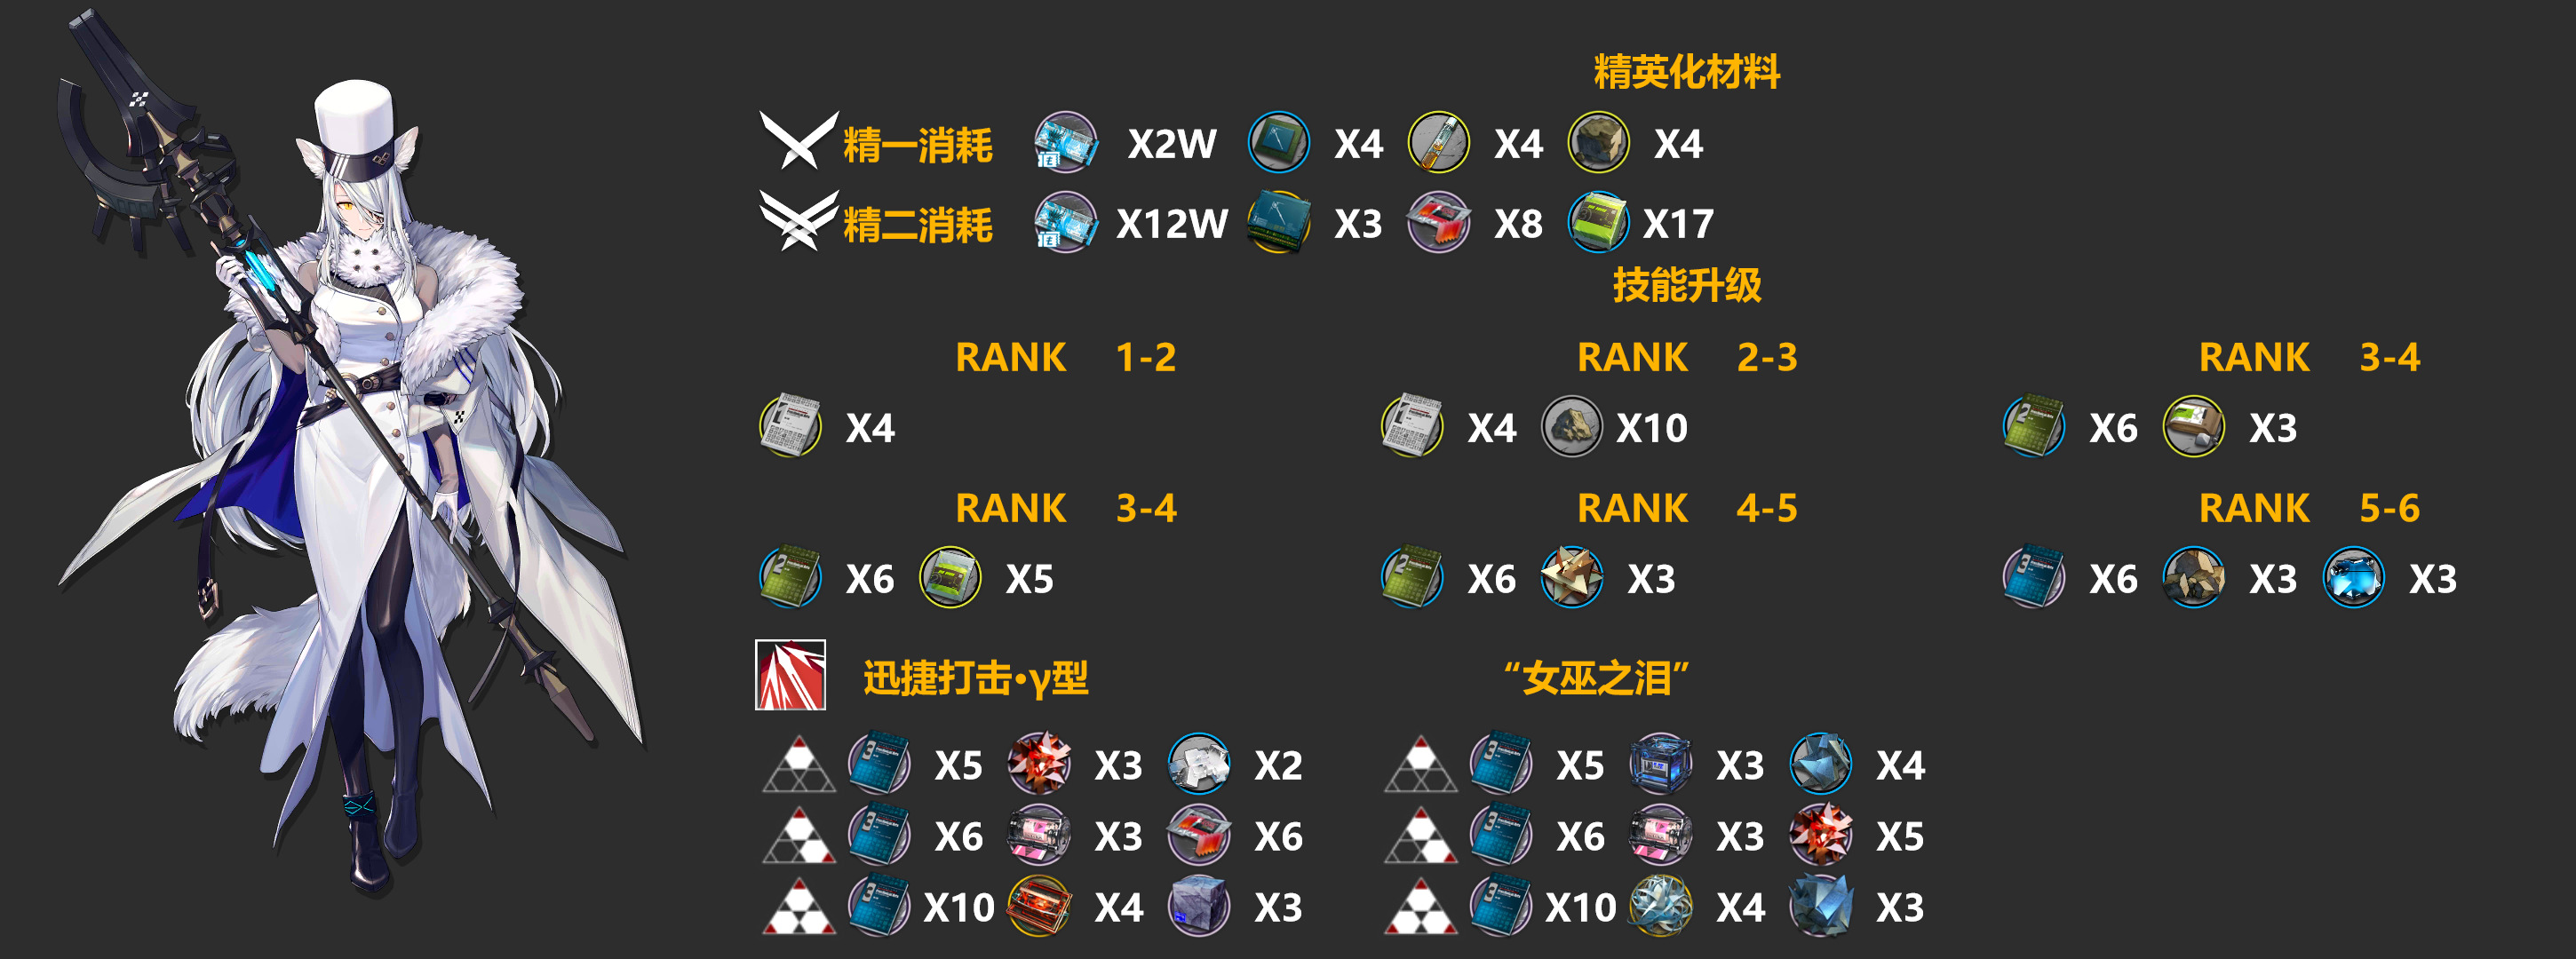 精英化材料
精一消耗 X2W X4 X4 X4
精二消耗 X12W X3 X8 X17
技能升级
RANK 1-2 RANK 2-3 RANK 3-4
X4 X4 X10 X6 X3
RANK 3-4 RANK 4-5 RANK 5-6
X6 X5 X6 X3 X6 X3 X3
迅捷打击·γ型 “女巫之泪”
X5 X3 X2 X5 X3 X4
X6 X3 X6 X6 X3 X5
X10 X4 X3 X10 X4 X3